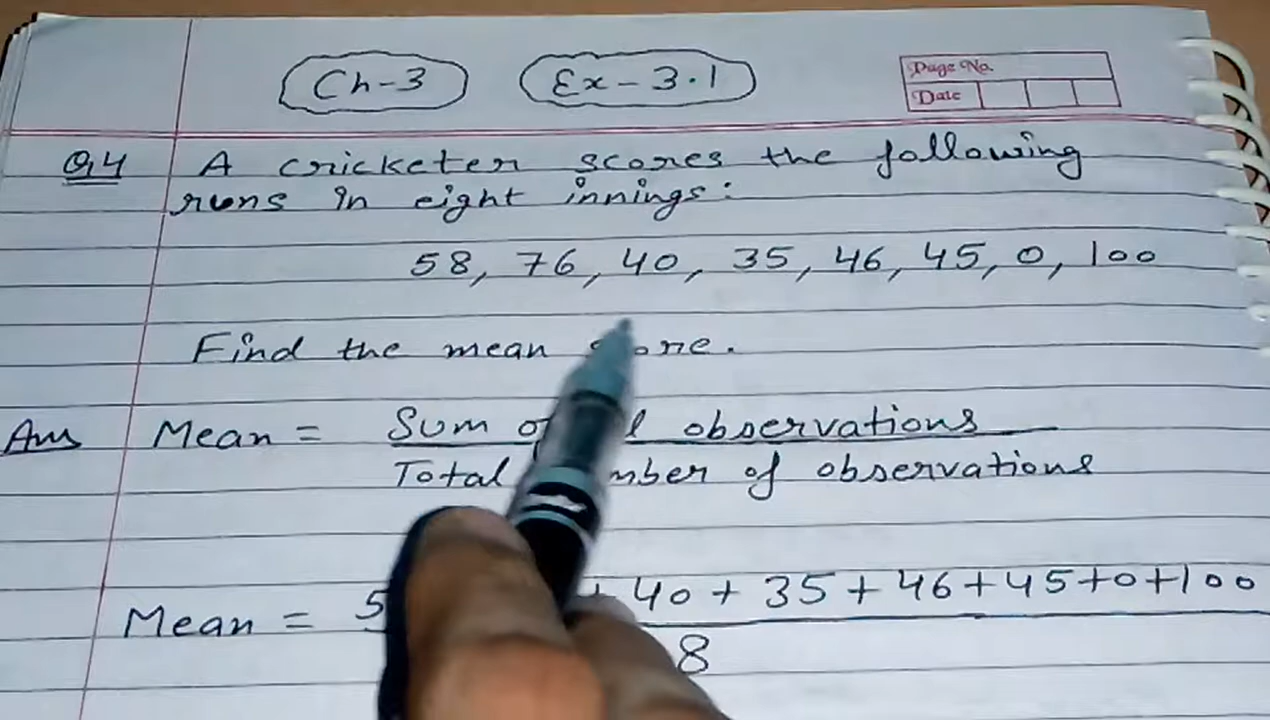 Ch-3 Ex-3.1
Page No.
Date
Q4 A cricketer scores the following
runs in eight innings:
58, 76, 40, 35, 46, 45, 0, 100
Find the mean
Ans Mean = Sum observations
Total of observations
Mean = + 40 + 35 + 46 + 45 + 0 + 100
8